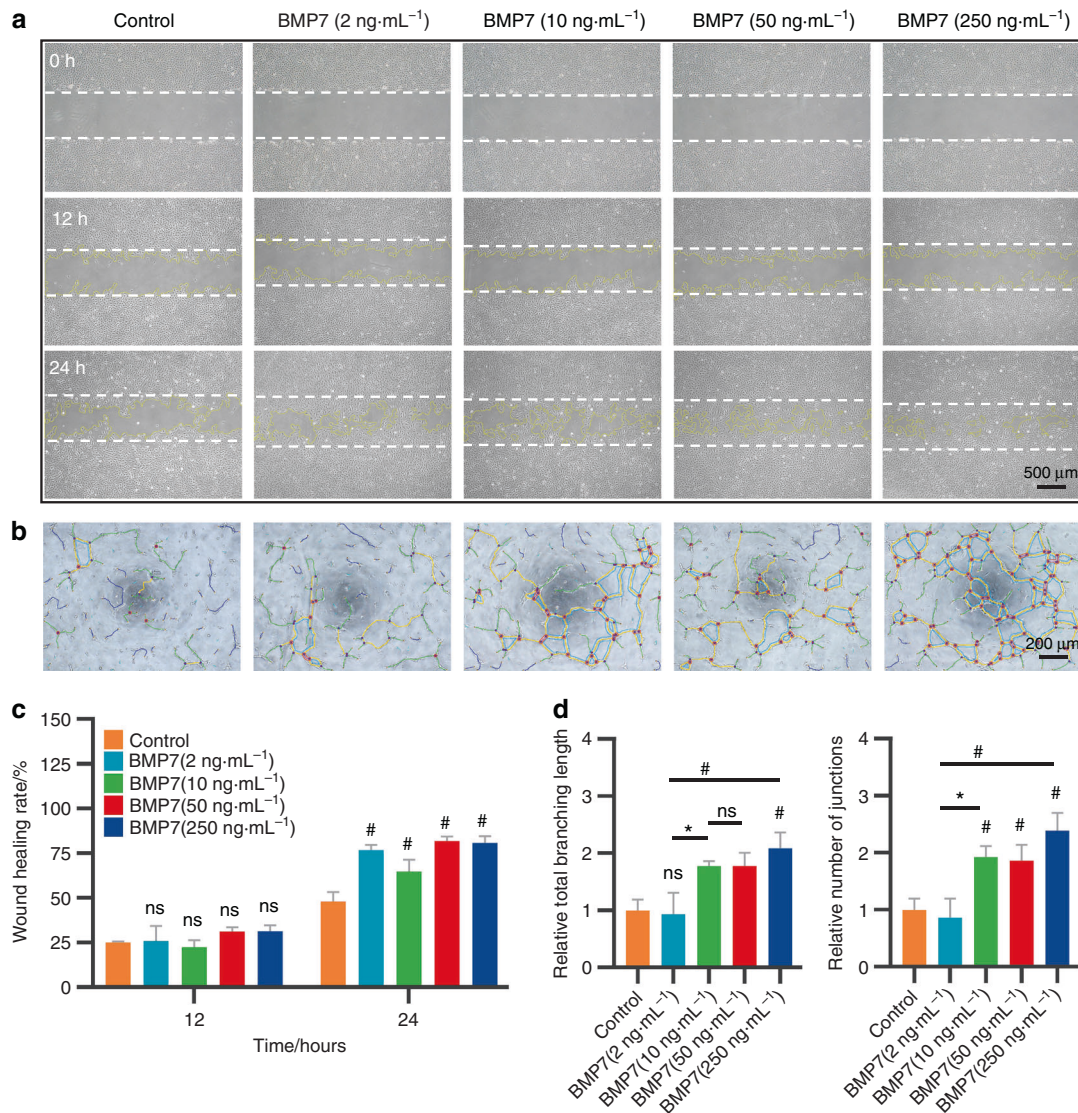 a
Control
BMP7 (2 ng·mL⁻¹)
BMP7 (10 ng·mL⁻¹)
BMP7 (50 ng·mL⁻¹)
BMP7 (250 ng·mL⁻¹)
0 h
12 h
24 h
500 μm
b
200 μm
c
150
125
100
75
50
25
0
Wound healing rate/%
Control
BMP7(2 ng·mL⁻¹)
BMP7(10 ng·mL⁻¹)
BMP7(50 ng·mL⁻¹)
BMP7(250 ng·mL⁻¹)
ns
ns
ns
ns
#
#
#
#
12
24
Time/hours
d
4
3
2
1
0
Relative total branching length
#
*
ns
ns
#
Control
BMP7(2 ng·mL⁻¹)
BMP7(10 ng·mL⁻¹)
BMP7(50 ng·mL⁻¹)
BMP7(250 ng·mL⁻¹)
4
3
2
1
0
Relative number of junctions
#
*
#
#
#
Control
BMP7(2 ng·mL⁻¹)
BMP7(10 ng·mL⁻¹)
BMP7(50 ng·mL⁻¹)
BMP7(250 ng·mL⁻¹)